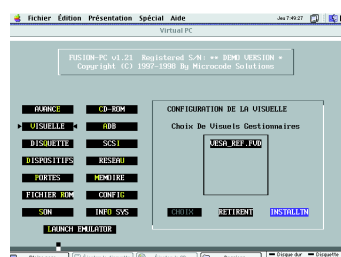 Fichier Édition Présentation Spécial Aide
Jeu 7:49:27
Virtual PC
FUSION-PC v1.21 Registered S/N: ** DEMO VERSION *
Copyright (C) 1997-1998 By Microcode Solutions
AVANCE CD-ROM
VISUELLE ADB
DISQUETTE SCSI
DISPOSITIFS RESEAU
PORTES MEMOIRE
FICHIER ROM CONFIG
SON INFO SYS
LAUNCH EMULATOR
CONFIGURATION DE LA VISUELLE
Choix De Visuels Gestionnaires
VESA_REF.FVD
CHOIX RETIRENT INSTALLTN
Disque dur Disquette